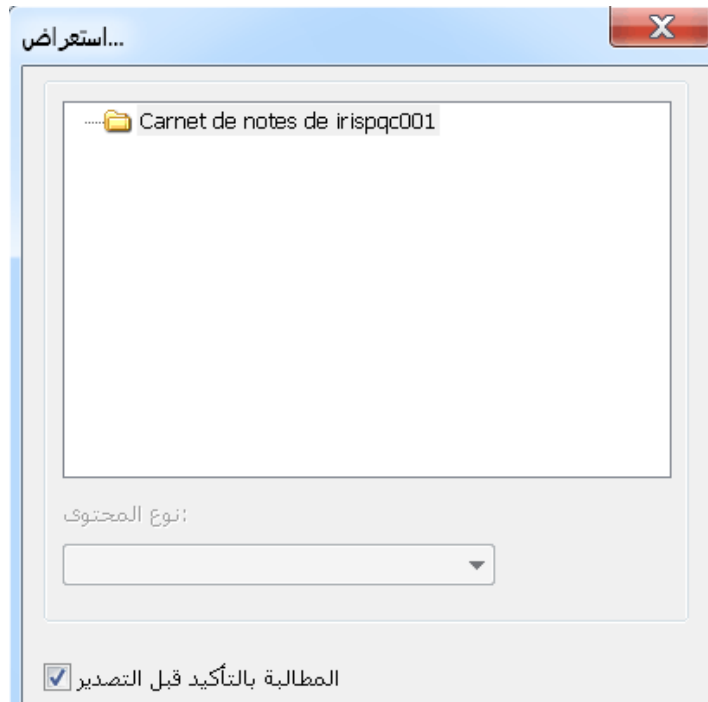 استعراض...
Carnet de notes de irispqc001
نوع المحتوى:
المطالبة بالتأكيد قبل التصدير